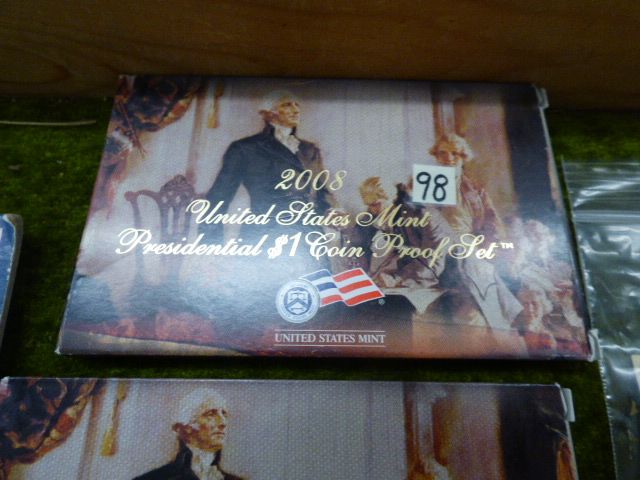 2008
98
United States Mint
Presidential $1 Coin Proof Set™
UNITED STATES MINT